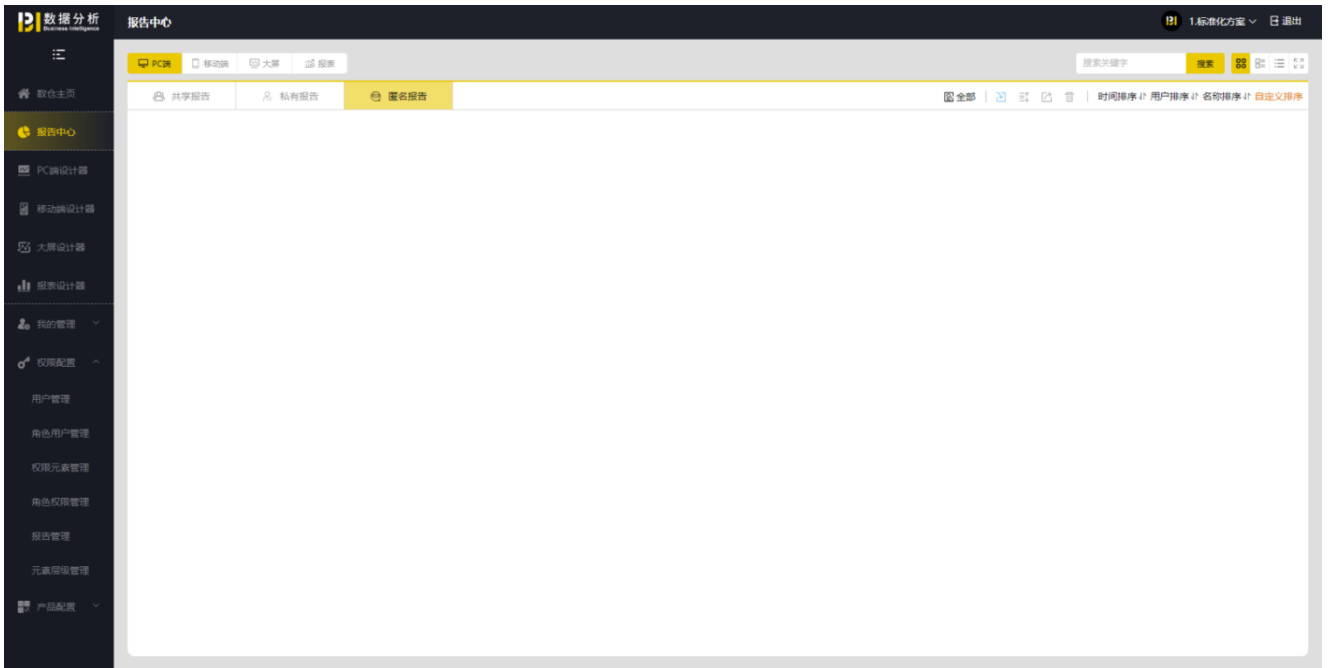 数据分析
Business Intelligence
报告中心
1.标准化方案
退出
PC端
移动端
大屏
报表
搜索关键字
搜索
数仓主页
共享报告
私有报告
匿名报告
全部
时间排序 用户排序 名称排序 自定义排序
报告中心
PC端设计器
移动端设计器
大屏设计器
报表设计器
我的管理
权限配置
用户管理
角色用户管理
权限元素管理
角色权限管理
报告管理
元素层级管理
产品配置